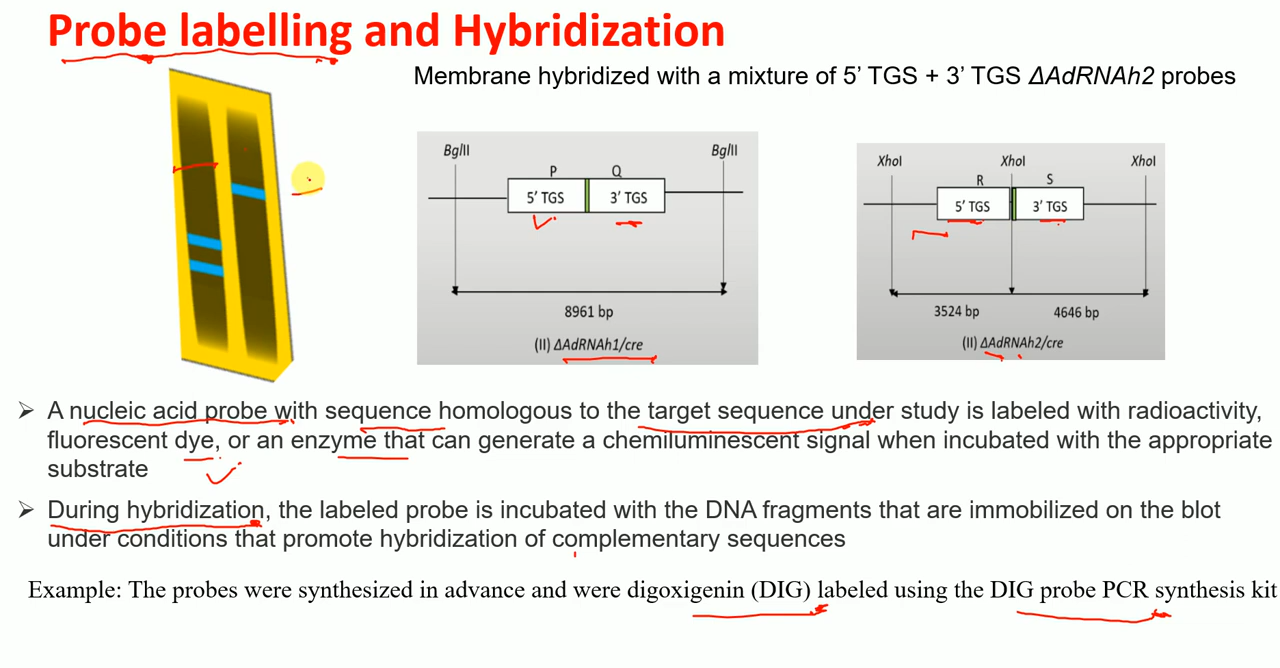 Probe labelling and Hybridization
Membrane hybridized with a mixture of 5’ TGS + 3’ TGS ΔAdRNAh2 probes
BglII
BglII
P
Q
5’ TGS
3’ TGS
8961 bp
(II) ΔAdRNAh1/cre
XhoI
XhoI
XhoI
R
S
5’ TGS
3’ TGS
3524 bp
4646 bp
(II) ΔAdRNAh2/cre
➢ A nucleic acid probe with sequence homologous to the target sequence under study is labeled with radioactivity,
fluorescent dye, or an enzyme that can generate a chemiluminescent signal when incubated with the appropriate
substrate
➢ During hybridization, the labeled probe is incubated with the DNA fragments that are immobilized on the blot
under conditions that promote hybridization of complementary sequences
Example: The probes were synthesized in advance and were digoxigenin (DIG) labeled using the DIG probe PCR synthesis kit